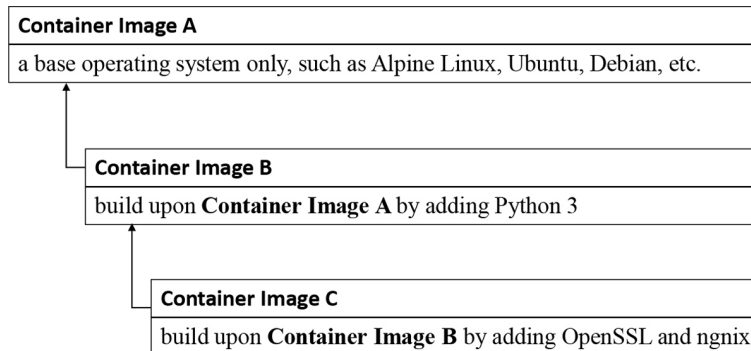 Container Image A
a base operating system only, such as Alpine Linux, Ubuntu, Debian, etc.
Container Image B
build upon Container Image A by adding Python 3
Container Image C
build upon Container Image B by adding OpenSSL and ngnix